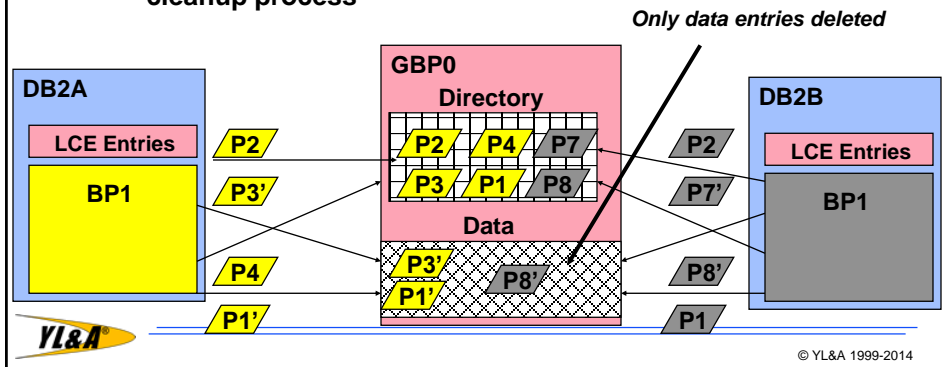 cleanup process
Only data entries deleted
DB2A
LCE Entries
BP1
P2
P3'
P4
P1'
GBP0
Directory
P2 P4 P7
P3 P1 P8
Data
P3'
P8'
P1'
P2
P7'
P8'
P1
DB2B
LCE Entries
BP1
YL&A®
© YL&A 1999-2014